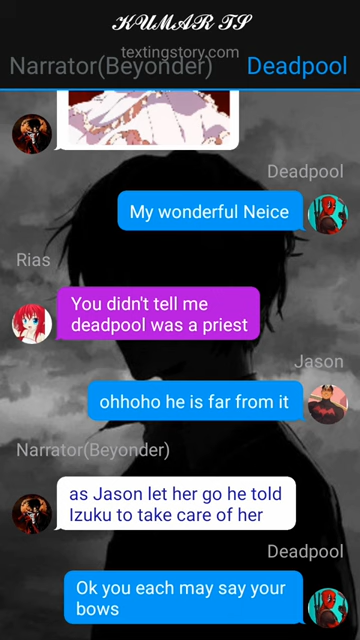 KUMAR TS
textingstory.com
Narrator(Beyonder)
Deadpool
Deadpool
My wonderful Neice
Rias
You didn't tell me
deadpool was a priest
Jason
ohhoho he is far from it
Narrator(Beyonder)
as Jason let her go he told
Izuku to take care of her
Deadpool
Ok you each may say your
bows